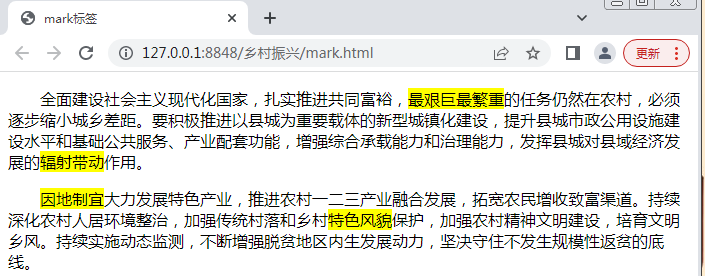 mark标签
127.0.0.1:8848/乡村振兴/mark.html
更新
全面建设社会主义现代化国家，扎实推进共同富裕，最艰巨最繁重的任务仍然在农村，必须
逐步缩小城乡差距。要积极推进以县城为重要载体的新型城镇化建设，提升县城市政公用设施建
设水平和基础公共服务、产业配套功能，增强综合承载能力和治理能力，发挥县城对县域经济发
展的辐射带动作用。
因地制宜大力发展特色产业，推进农村一二三产业融合发展，拓宽农民增收致富渠道。持续
深化农村人居环境整治，加强传统村落和乡村特色风貌保护，加强农村精神文明建设，培育文明
乡风。持续实施动态监测，不断增强脱贫地区内生发展动力，坚决守住不发生规模性返贫的底
线。